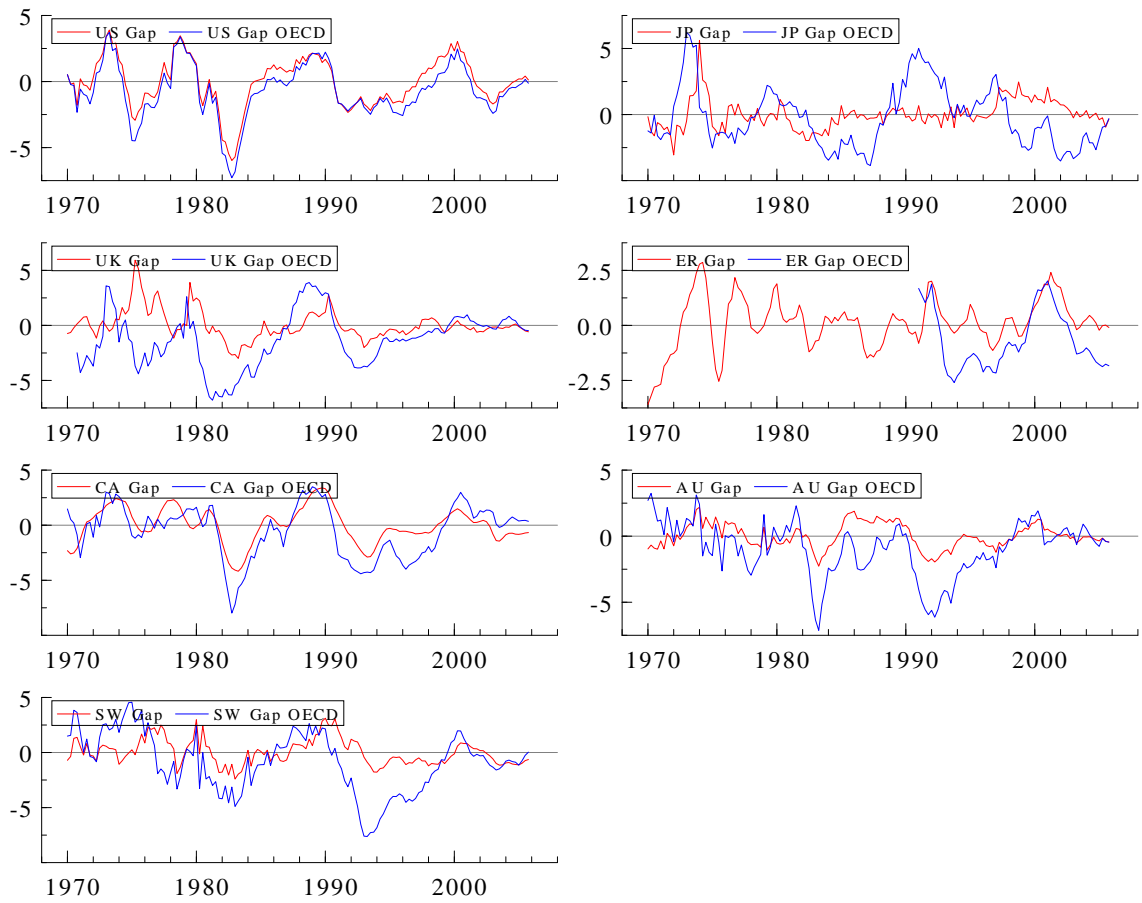 US Gap US Gap OECD
5
0
-5
1970 1980 1990 2000
JP Gap JP Gap OECD
5
0
1970 1980 1990 2000
UK Gap UK Gap OECD
5
0
-5
1970 1980 1990 2000
ER Gap ER Gap OECD
2.5
0.0
-2.5
1970 1980 1990 2000
CA Gap CA Gap OECD
5
0
-5
1970 1980 1990 2000
AU Gap AU Gap OECD
5
0
-5
1970 1980 1990 2000
SW Gap SW Gap OECD
5
0
-5
1970 1980 1990 2000